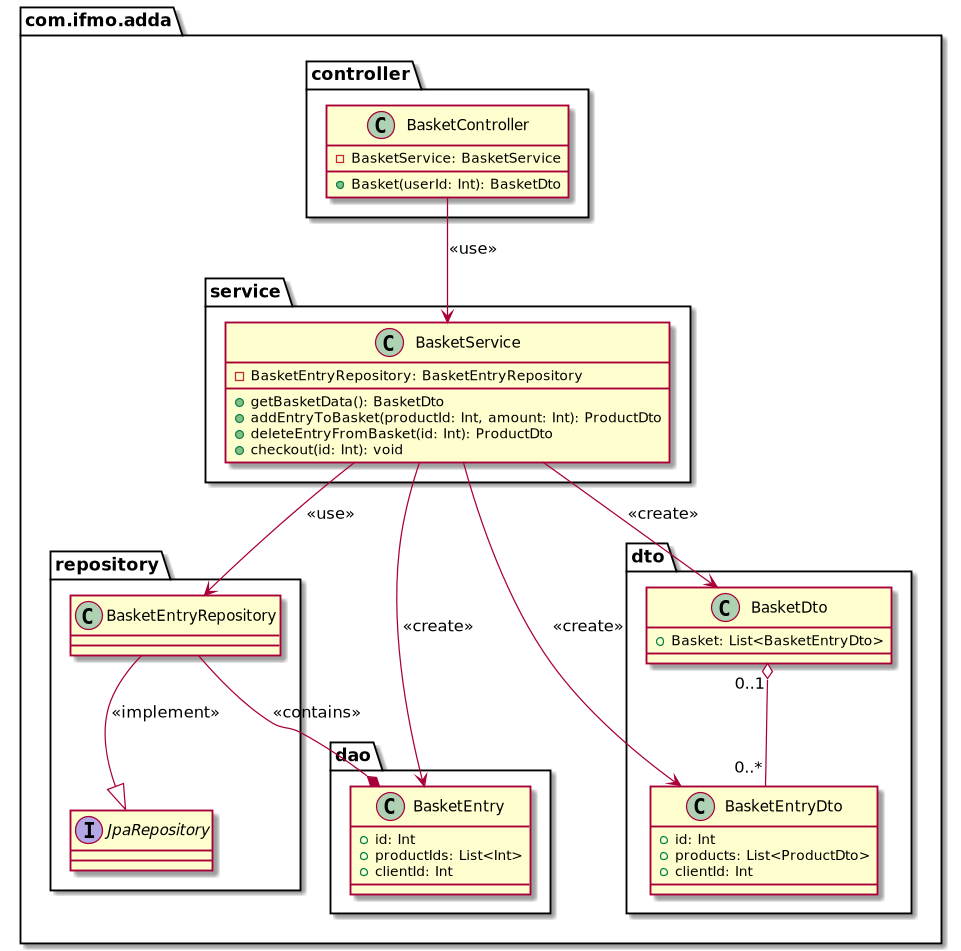 com.ifmo.adda
controller
C BasketController
BasketService: BasketService
Basket(userId: Int): BasketDto
«use»
service
C BasketService
BasketEntryRepository: BasketEntryRepository
getBasketData(): BasketDto
addEntryToBasket(productId: Int, amount: Int): ProductDto
deleteEntryFromBasket(id: Int): ProductDto
checkout(id: Int): void
«use»
«create»
repository
C BasketEntryRepository
dto
C BasketDto
Basket: List<BasketEntryDto>
«create»
«create»
0..1
«implement»
«contains»
dao
0..*
I JpaRepository
C BasketEntry
id: Int
productIds: List<Int>
clientId: Int
C BasketEntryDto
id: Int
products: List<ProductDto>
clientId: Int